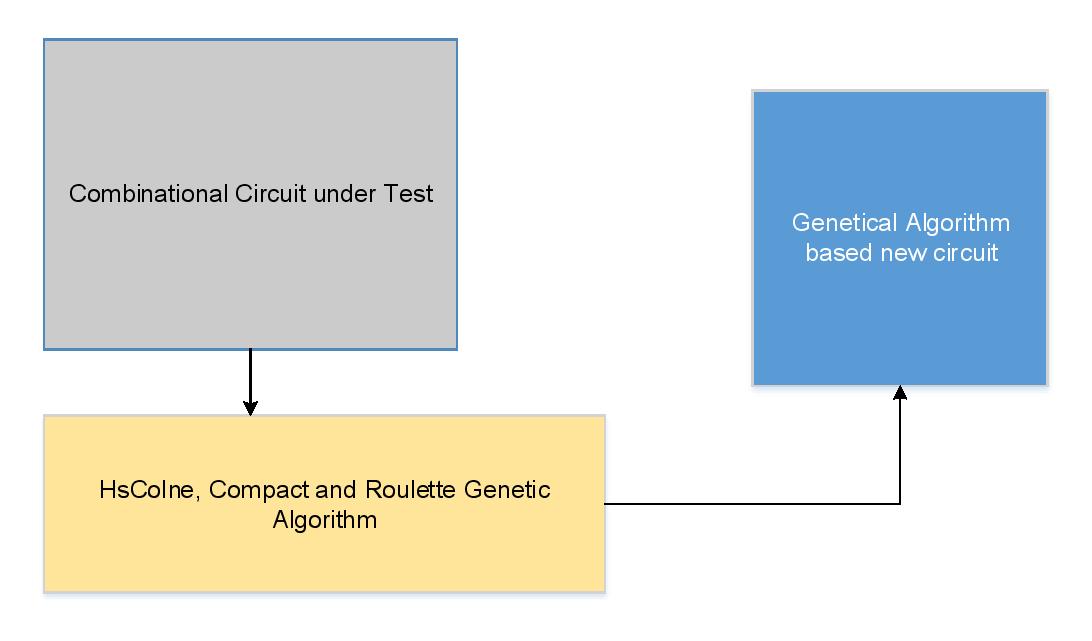 Combinational Circuit under Test
Genetical Algorithm
based new circuit
HsColne, Compact and Roulette Genetic
Algorithm